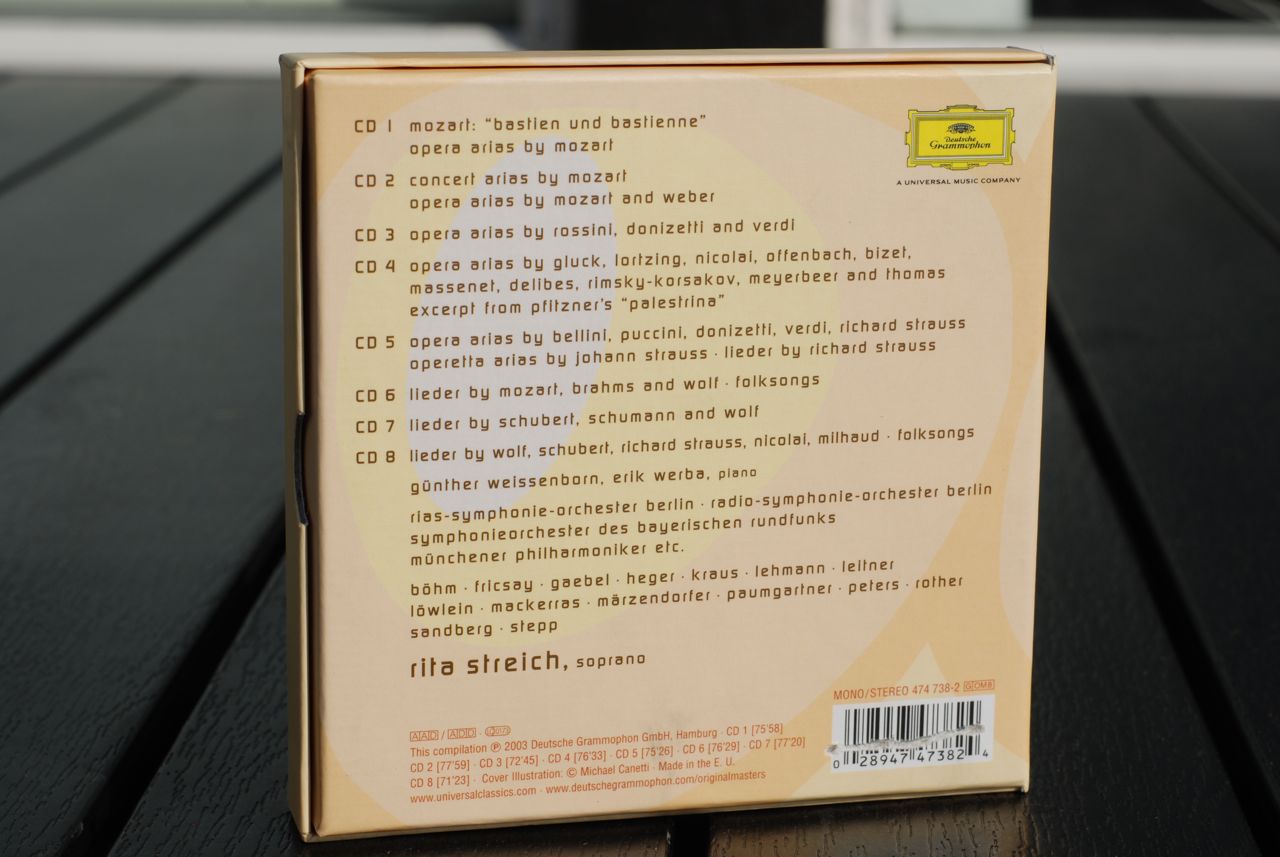 CD 1 mozart: "bastien und bastienne"
opera arias by mozart
CD 2 concert arias by mozart
opera arias by mozart and weber
CD 3 opera arias by rossini, donizetti and verdi
CD 4 opera arias by gluck, lortzing, nicolai, offenbach, bizet,
massenet, delibes, rimsky-korsakov, meyerbeer and thomas
excerpt from pfitzner's "palestrina"
CD 5 opera arias by bellini, puccini, donizetti, verdi, richard strauss
operetta arias by johann strauss · lieder by richard strauss
CD 6 lieder by mozart, brahms and wolf · folksongs
CD 7 lieder by schubert, schumann and wolf
CD 8 lieder by wolf, schubert, richard strauss, nicolai, milhaud · folksongs
günther weissenborn, erik werba, piano
rias-symphonie-orchester berlin · radio-symphonie-orchester berlin
symphonieorchester des bayerischen rundfunks
münchener philharmoniker etc.
böhm · fricsay · gaebel · heger · kraus · lehmann · leitner
löwlein · mackerras · märzendorfer · paumgartner · peters · rother
sandberg · stepp
rita streich, soprano
Deutsche
Grammophon
A UNIVERSAL MUSIC COMPANY
AAD / ADD ·
This compilation ℗ 2003 Deutsche Grammophon GmbH, Hamburg · CD 1 [75'58]
CD 2 [77'59] · CD 3 [72'45] · CD 4 [76'33] · CD 5 [75'26] · CD 6 [76'29] · CD 7 [77'20]
CD 8 [71'23] · Cover Illustration: © Michael Canetti · Made in the E. U.
www.universalclassics.com · www.deutschegrammophon.com/originalmasters
MONO/STEREO 474 738-2 GOM8
0 28947 47382 4